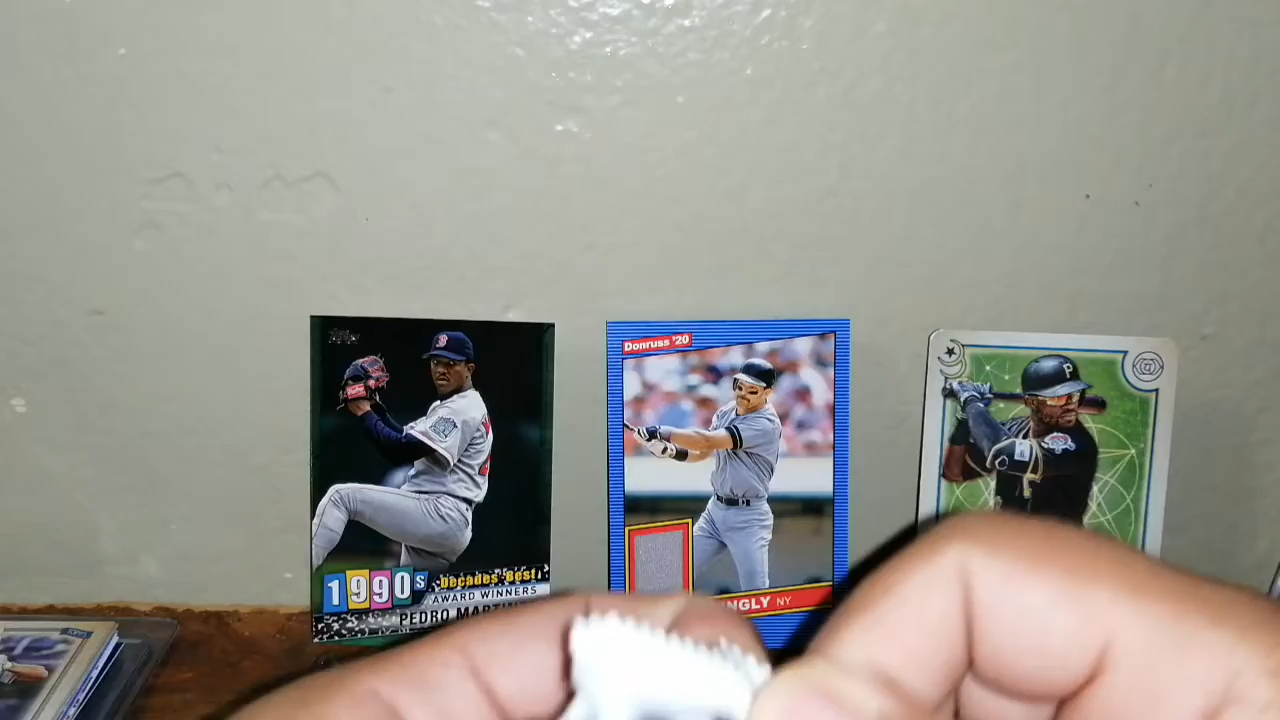 Topps
1990s Decades' Best
AWARD WINNERS
PEDRO MARTIN
Donruss '20
NGLY NY
P